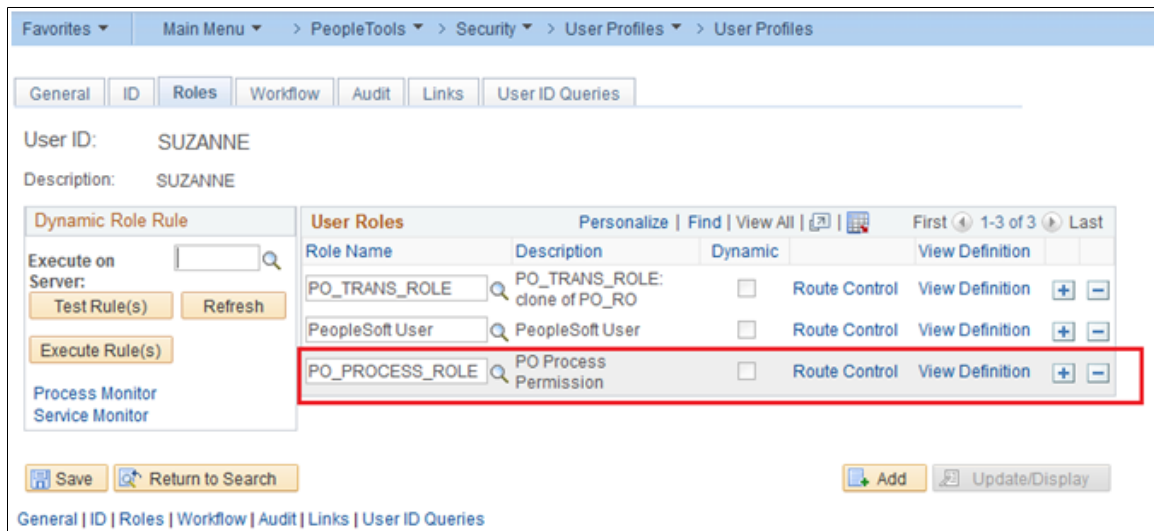 Favorites Main Menu > PeopleTools > Security > User Profiles > User Profiles
General ID Roles Workflow Audit Links User ID Queries
User ID: SUZANNE
Description: SUZANNE
Dynamic Role Rule
Execute on Server:
Test Rule(s) Refresh
Execute Rule(s)
Process Monitor
Service Monitor
User Roles Personalize | Find | View All | | First 1-3 of 3 Last
Role Name Description Dynamic View Definition
PO_TRANS_ROLE PO_TRANS_ROLE: clone of PO_RO Route Control View Definition + -
PeopleSoft User PeopleSoft User Route Control View Definition + -
PO_PROCESS_ROLE PO Process Permission Route Control View Definition + -
Save Return to Search Add Update/Display
General | ID | Roles | Workflow | Audit | Links | User ID Queries